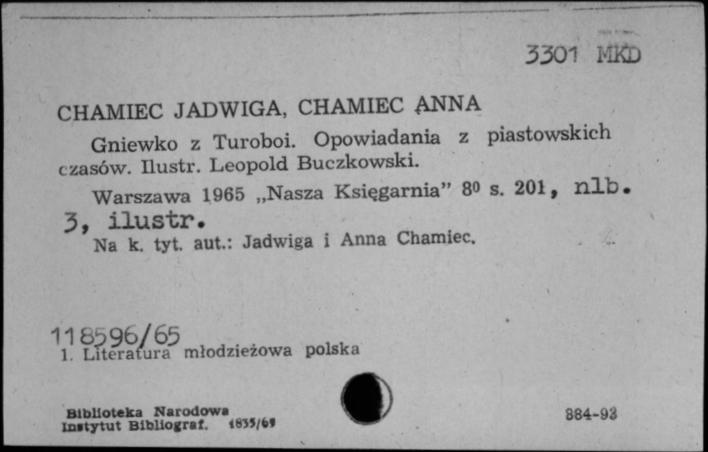 3301 MKD
CHAMIEC JADWIGA, CHAMIEC ANNA
Gniewko z Turoboi. Opowiadania z piastowskich
czasów. Ilustr. Leopold Buczkowski.
Warszawa 1965 „Nasza Księgarnia” 8⁰ s. 201, nlb.
3, ilustr.
Na k. tyt. aut.: Jadwiga i Anna Chamiec.
118596/65
1. Literatura młodzieżowa polska
Biblioteka Narodowa
Instytut Bibliograf.
884-93